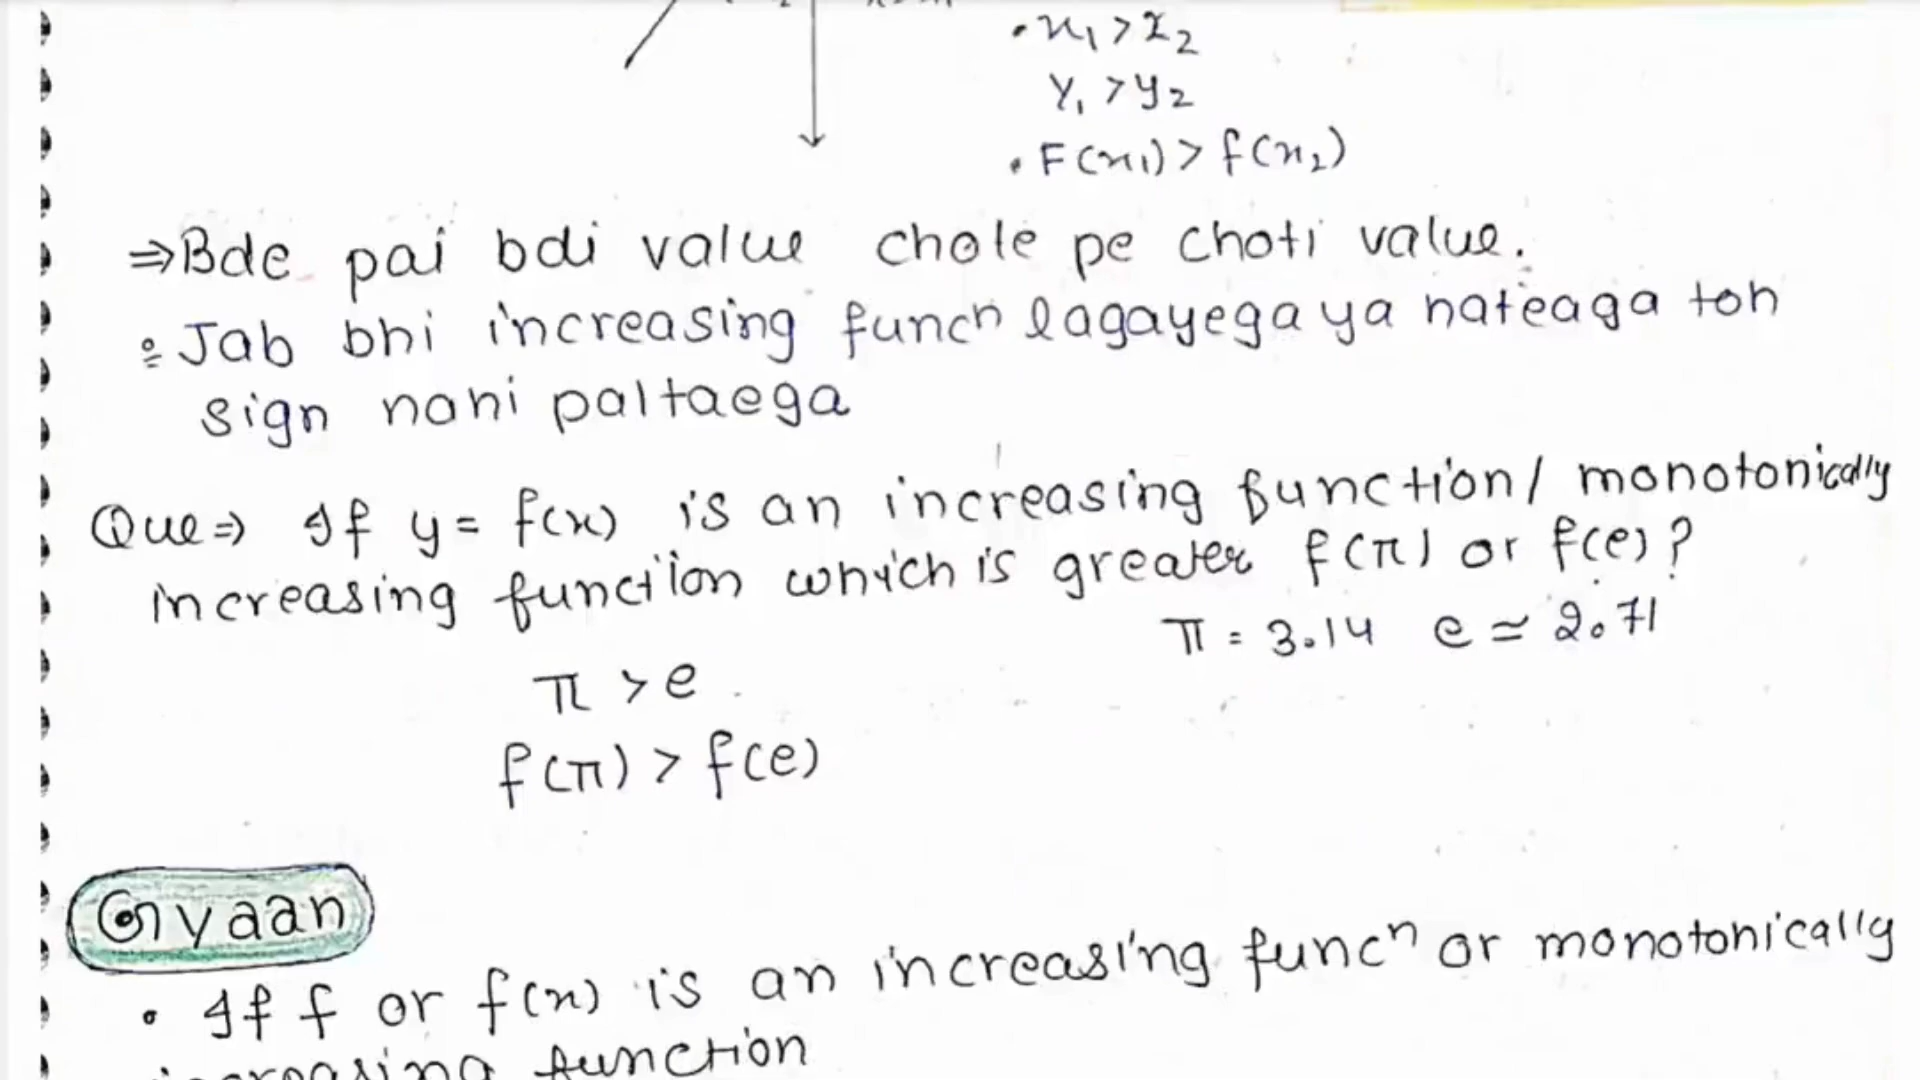 • x₁ > x₂
Y₁ > y₂
• F(x₁) > f(x₂)
⇒ Bde pai bdi value chote pe choti value.
Jab bhi increasing funcⁿ lagayega ya hateaga toh
sign nahi paltaega
Que ⇒ If y = f(x) is an increasing function / monotonically
increasing function which is greater f(π) or f(e)?
π = 3.14 e ≃ 2.71
π > e
f(π) > f(e)
Gyaan
• If f or f(x) is an increasing funcⁿ or monotonically
increasing function